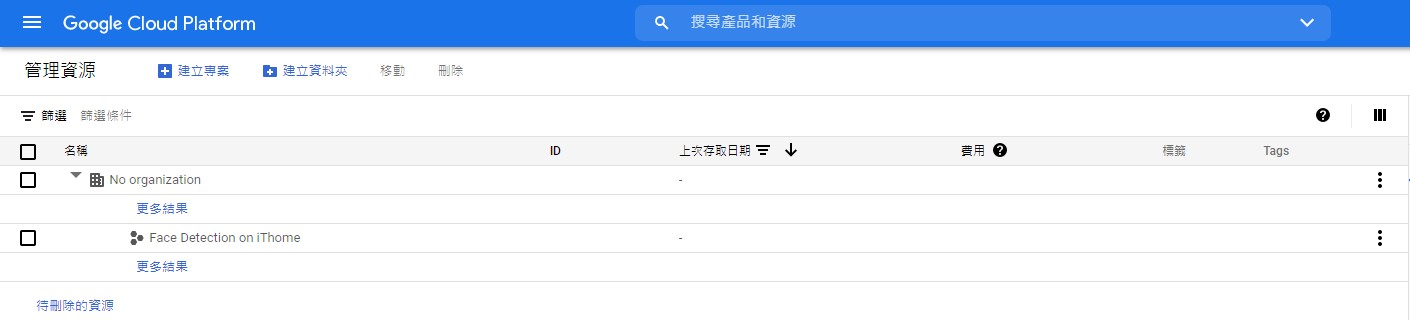 Google Cloud Platform 搜尋產品和資源
管理資源 建立專案 建立資料夾 移動 刪除
篩選 篩選條件
名稱 ID 上次存取日期 費用 標籤 Tags
No organization -
更多結果
Face Detection on iThome -
更多結果
待刪除的資源